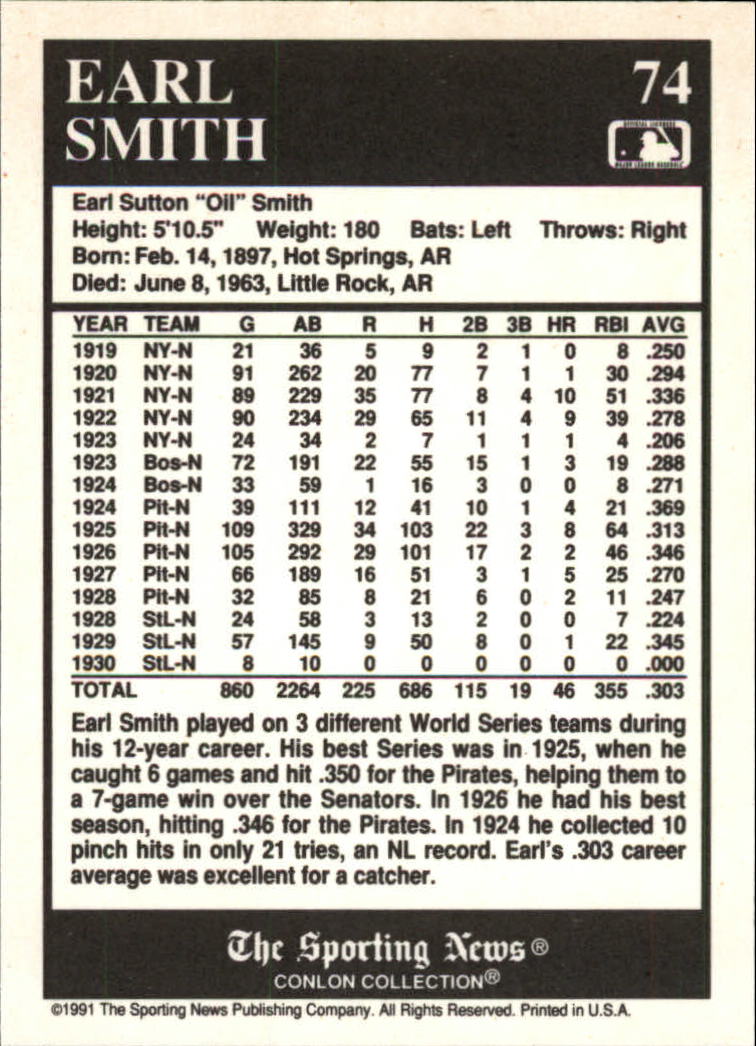 EARL 74
SMITH
OFFICIAL LICENSEE
MAJOR LEAGUE BASEBALL
Earl Sutton "Oil" Smith
Height: 5'10.5" Weight: 180 Bats: Left Throws: Right
Born: Feb. 14, 1897, Hot Springs, AR
Died: June 8, 1963, Little Rock, AR
YEAR TEAM G AB R H 2B 3B HR RBI AVG
1919 NY-N 21 36 5 9 2 1 0 8 .250
1920 NY-N 91 262 20 77 7 1 1 30 .294
1921 NY-N 89 229 35 77 8 4 10 51 .336
1922 NY-N 90 234 29 65 11 4 9 39 .278
1923 NY-N 24 34 2 7 1 1 1 4 .206
1923 Bos-N 72 191 22 55 15 1 3 19 .288
1924 Bos-N 33 59 1 16 3 0 0 8 .271
1924 Pit-N 39 111 12 41 10 1 4 21 .369
1925 Pit-N 109 329 34 103 22 3 8 64 .313
1926 Pit-N 105 292 29 101 17 2 2 46 .346
1927 Pit-N 66 189 16 51 3 1 5 25 .270
1928 Pit-N 32 85 8 21 6 0 2 11 .247
1928 StL-N 24 58 3 13 2 0 0 7 .224
1929 StL-N 57 145 9 50 8 0 1 22 .345
1930 StL-N 8 10 0 0 0 0 0 0 .000
TOTAL 860 2264 225 686 115 19 46 355 .303
Earl Smith played on 3 different World Series teams during
his 12-year career. His best Series was in 1925, when he
caught 6 games and hit .350 for the Pirates, helping them to
a 7-game win over the Senators. In 1926 he had his best
season, hitting .346 for the Pirates. In 1924 he collected 10
pinch hits in only 21 tries, an NL record. Earl's .303 career
average was excellent for a catcher.
The Sporting News®
CONLON COLLECTION®
©1991 The Sporting News Publishing Company. All Rights Reserved. Printed in U.S.A.